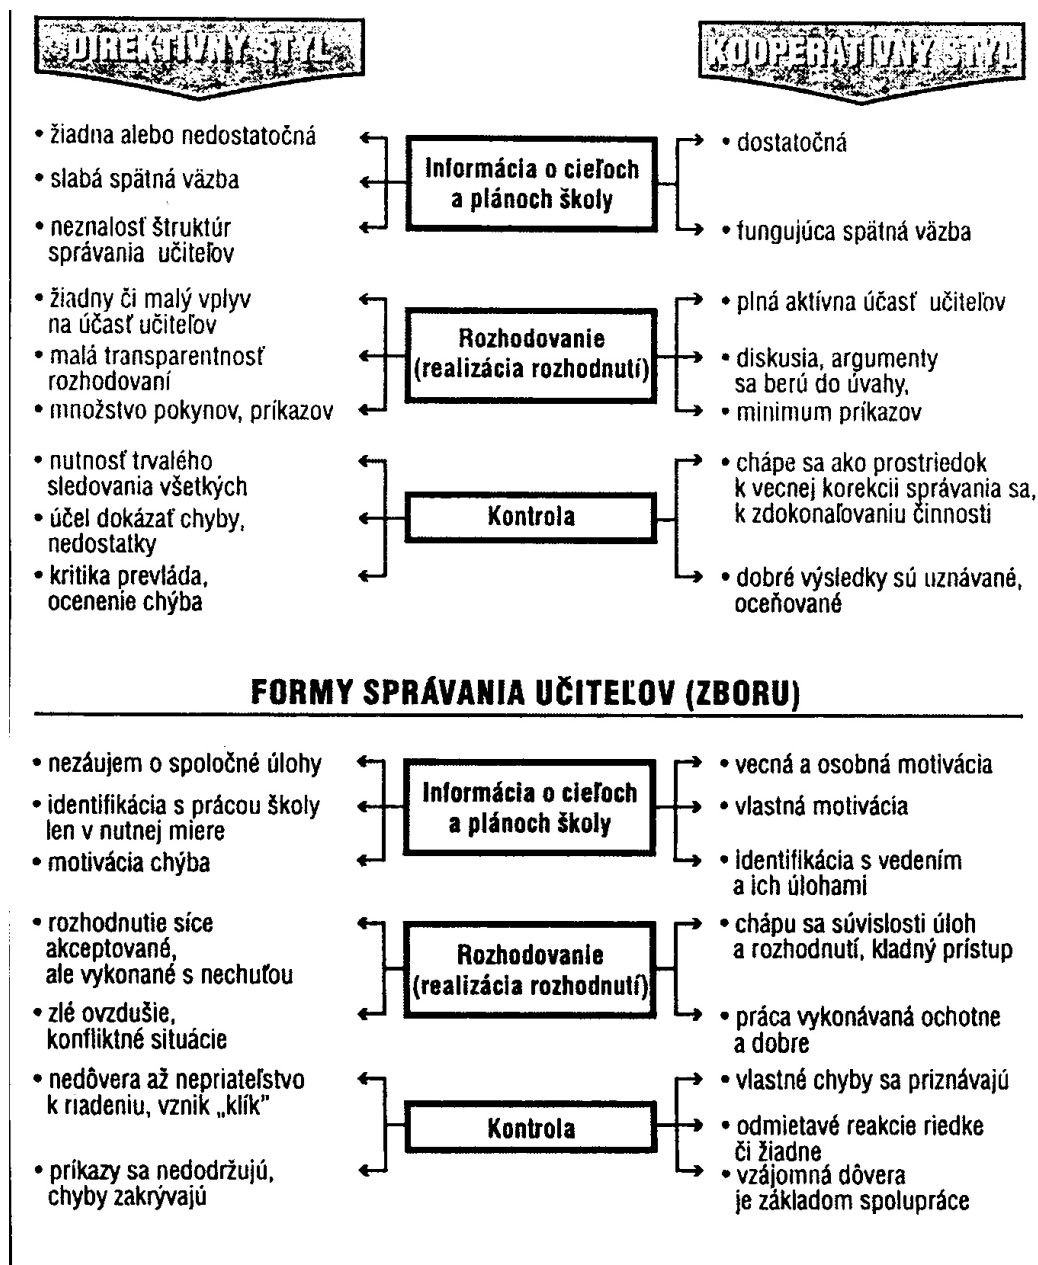 DIREKTÍVNY ŠTÝL
KOOPERATÍVNY ŠTÝL
• žiadna alebo nedostatočná
• slabá spätná väzba
• neznalosť štruktúr
správania učiteľov
Informácia o cieľoch
a plánoch školy
• dostatočná
• fungujúca spätná väzba
• žiadny či malý vplyv
na účasť učiteľov
• malá transparentnosť
rozhodovaní
• množstvo pokynov, príkazov
Rozhodovanie
(realizácia rozhodnutí)
• plná aktívna účasť učiteľov
• diskusia, argumenty
sa berú do úvahy,
• minimum príkazov
• nutnosť trvalého
sledovania všetkých
• účel dokázať chyby,
nedostatky
• kritika prevláda,
ocenenie chýba
Kontrola
• chápe sa ako prostriedok
k vecnej korekcii správania sa,
k zdokonaľovaniu činnosti
• dobré výsledky sú uznávané,
oceňované
FORMY SPRÁVANIA UČITEĽOV (ZBORU)
• nezáujem o spoločné úlohy
• identifikácia s prácou školy
len v nutnej miere
• motivácia chýba
Informácia o cieľoch
a plánoch školy
• vecná a osobná motivácia
• vlastná motivácia
• identifikácia s vedením
a ich úlohami
• rozhodnutie síce
akceptované,
ale vykonané s nechuťou
• zlé ovzdušie,
konfliktné situácie
Rozhodovanie
(realizácia rozhodnutí)
• chápu sa súvislosti úloh
a rozhodnutí, kladný prístup
• práca vykonávaná ochotne
a dobre
• nedôvera až nepriateľstvo
k riadeniu, vznik „klík”
• príkazy sa nedodržujú,
chyby zakrývajú
Kontrola
• vlastné chyby sa priznávajú
• odmietavé reakcie riedke
či žiadne
• vzájomná dôvera
je základom spolupráce